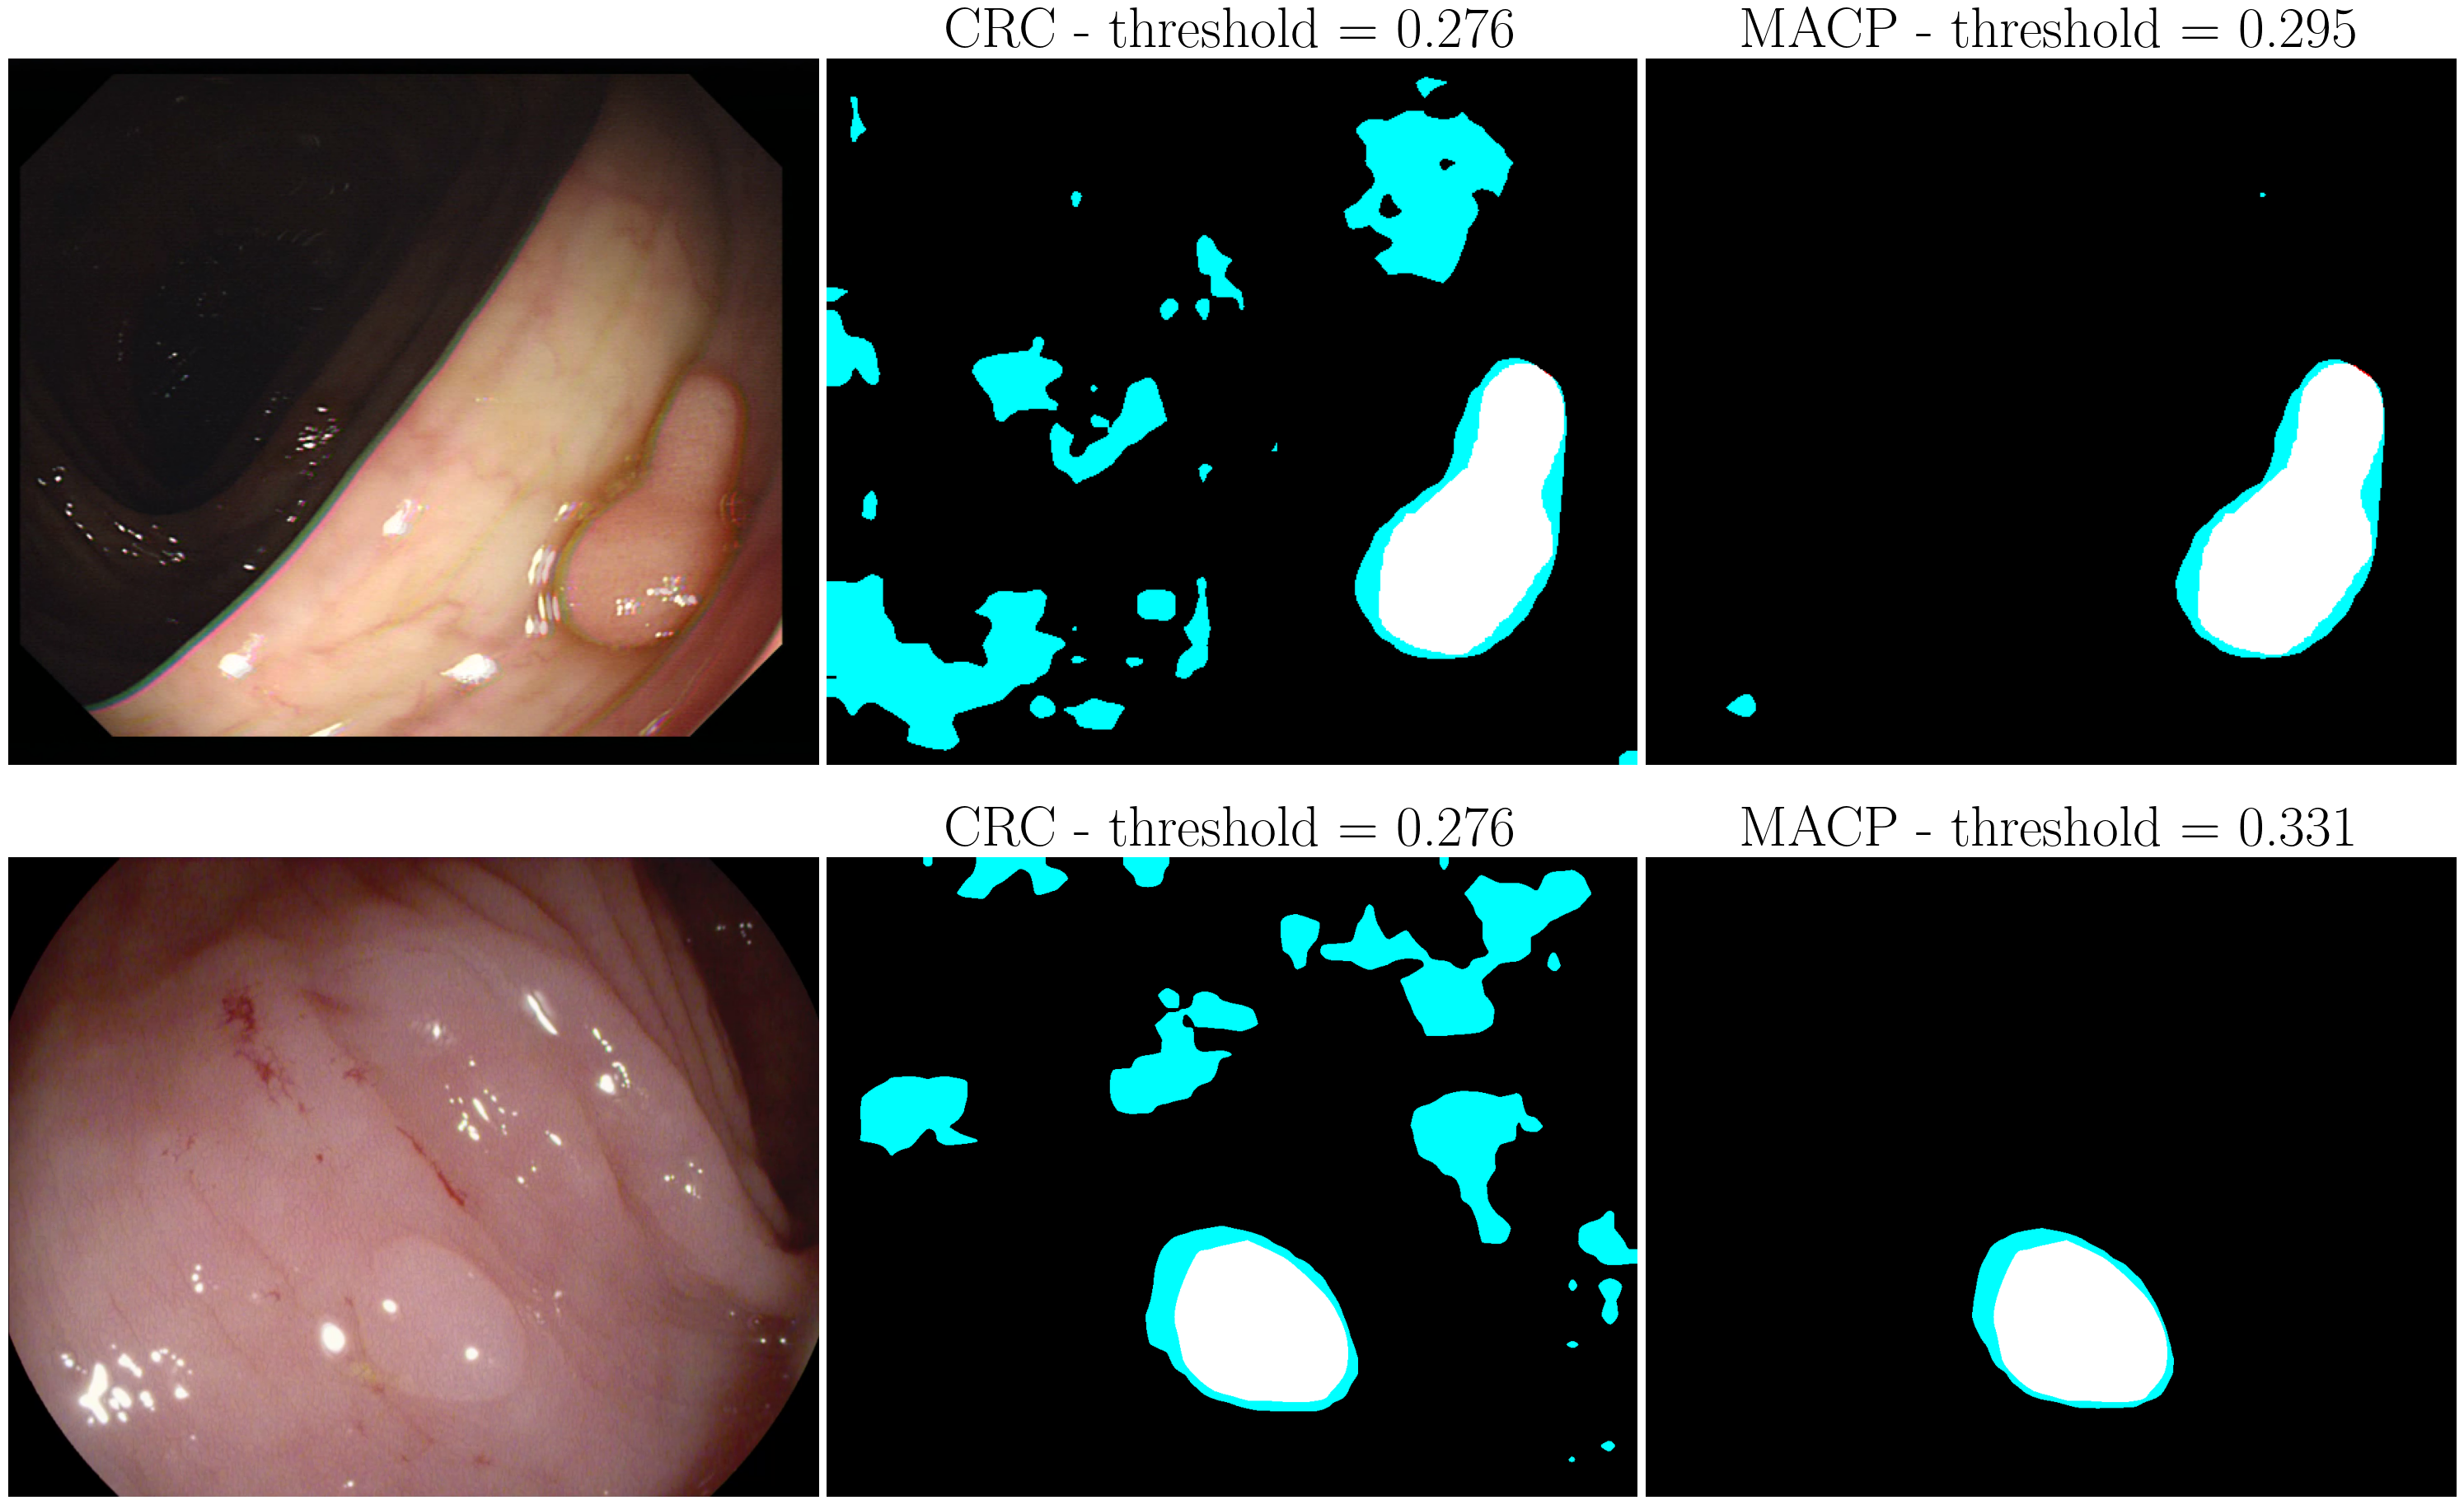 CRC - threshold = 0.276
MACP - threshold = 0.295
CRC - threshold = 0.276
MACP - threshold = 0.331